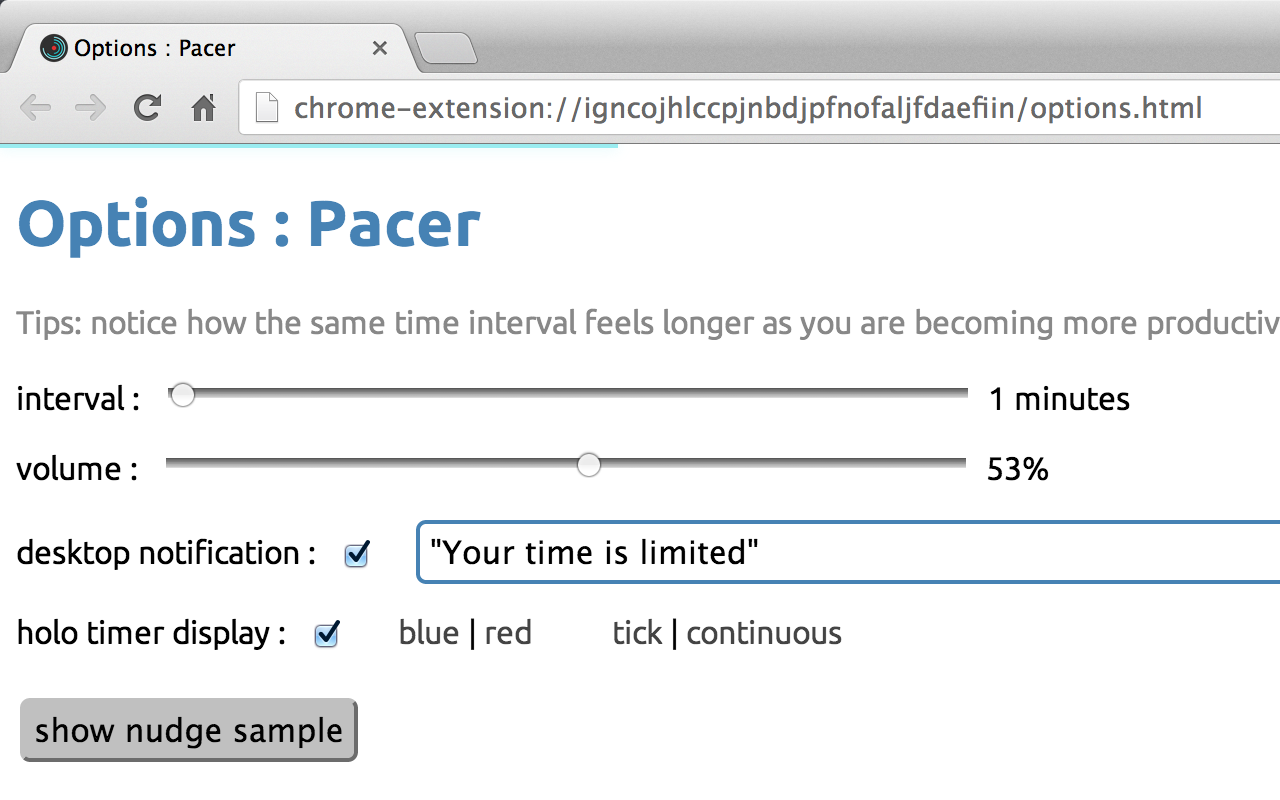 Options : Pacer
chrome-extension://igncojhlccpjnbdjpfnofaljfdaefiin/options.html
Options : Pacer
Tips: notice how the same time interval feels longer as you are becoming more productiv
interval : 1 minutes
volume : 53%
desktop notification : "Your time is limited"
holo timer display : blue | red tick | continuous
show nudge sample